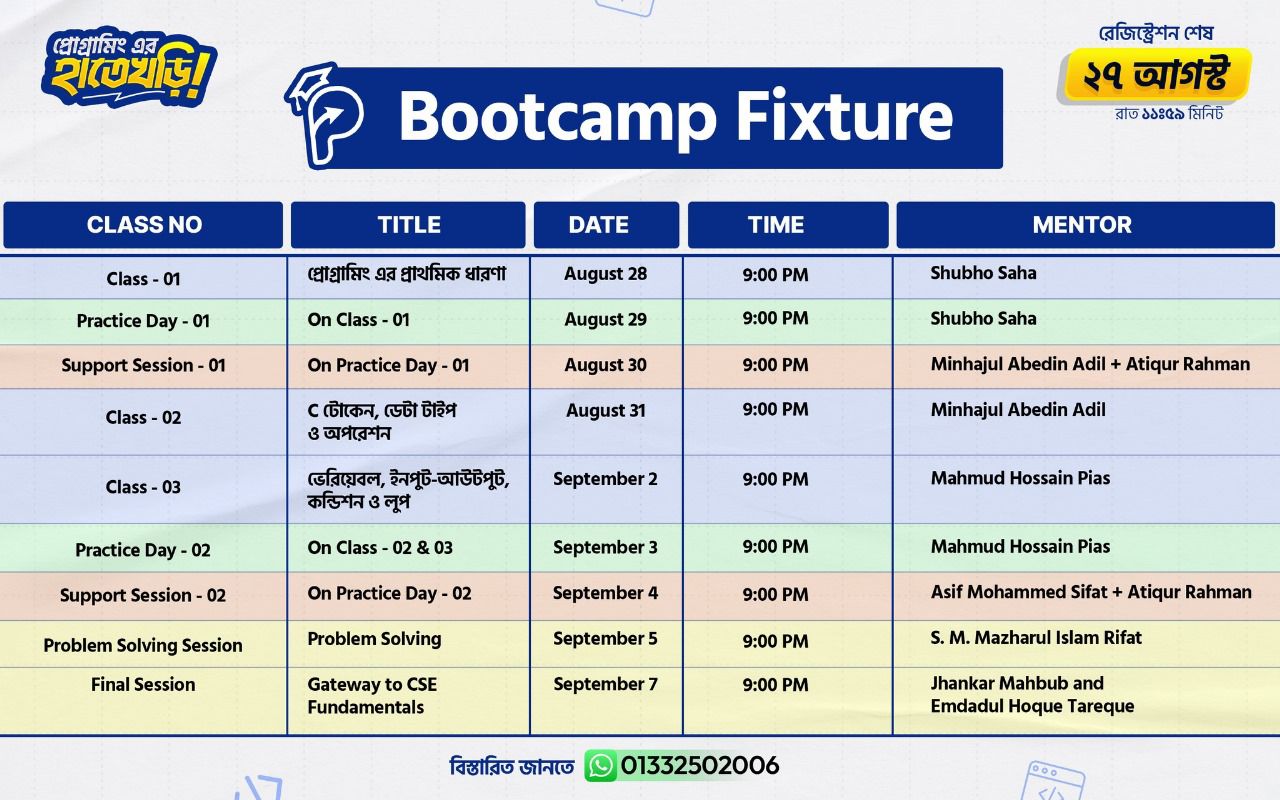 প্রোগ্রামিং এর
হাতেখড়ি!
রেজিস্ট্রেশন শেষ
২৭ আগস্ট
রাত ১১:৫৯ মিনিট
Bootcamp Fixture
CLASS NO TITLE DATE TIME MENTOR
Class - 01 প্রোগ্রামিং এর প্রাথমিক ধারণা August 28 9:00 PM Shubho Saha
Practice Day - 01 On Class - 01 August 29 9:00 PM Shubho Saha
Support Session - 01 On Practice Day - 01 August 30 9:00 PM Minhajul Abedin Adil + Atiqur Rahman
Class - 02 C টোকেন, ডেটা টাইপ August 31 9:00 PM Minhajul Abedin Adil
ও অপরেশন
Class - 03 ভেরিয়েবল, ইনপুট-আউটপুট, September 2 9:00 PM Mahmud Hossain Pias
কন্ডিশন ও লুপ
Practice Day - 02 On Class - 02 & 03 September 3 9:00 PM Mahmud Hossain Pias
Support Session - 02 On Practice Day - 02 September 4 9:00 PM Asif Mohammed Sifat + Atiqur Rahman
Problem Solving Session Problem Solving September 5 9:00 PM S. M. Mazharul Islam Rifat
Final Session Gateway to CSE September 7 9:00 PM Jhankar Mahbub and
Fundamentals Emdadul Hoque Tareque
বিস্তারিত জানতে 01332502006